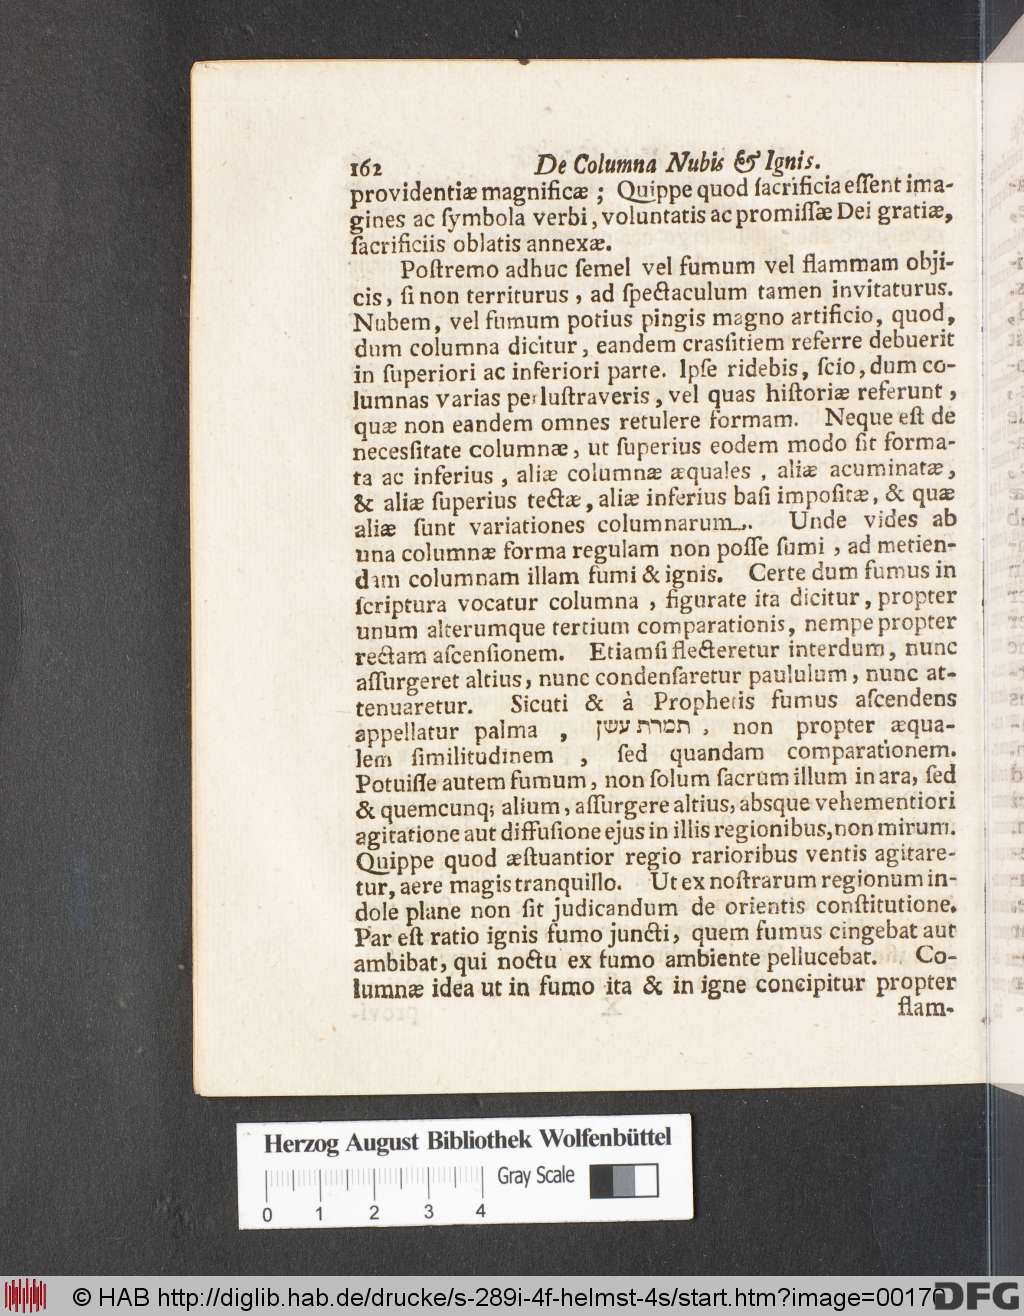 162 De Columna Nubis & Ignis.
providentiæ magnificæ ; Quippe quod ſacrificia eſſent ima-
gines ac ſymbola verbi, voluntatis ac promiſſæ Dei gratiæ,
ſacrificiis oblatis annexæ.
Poſtremo adhuc ſemel vel fumum vel flammam obji-
cis, ſi non territurus, ad ſpectaculum tamen invitaturus.
Nubem, vel fumum potius pingis magno artificio, quod,
dum columna dicitur, eandem crasſitiem referre debuerit
in ſuperiori ac inferiori parte. Ipſe ridebis, ſcio, dum co-
lumnas varias perluſtraveris, vel quas hiſtoriæ referunt,
quæ non eandem omnes retulere formam. Neque eſt de
necesſitate columnæ, ut ſuperius eodem modo ſit forma-
ta ac inferius, aliæ columnæ æquales, aliæ acuminatæ,
& aliæ ſuperius tectæ, aliæ inferius baſi impoſitæ, & quæ
aliæ ſunt variationes columnarum. Unde vides ab
una columnæ forma regulam non poſſe ſumi, ad metien-
dam columnam illam fumi & ignis. Certe dum fumus in
ſcriptura vocatur columna, figurate ita dicitur, propter
unum alterumque tertium comparationis, nempe propter
rectam aſcenſionem. Etiamſi flecteretur interdum, nunc
aſſurgeret altius, nunc condenſaretur paululum, nunc at-
tenuaretur. Sicuti & à Prophetis fumus aſcendens
appellatur palma, תמרת עשן, non propter æqua-
lem ſimilitudinem, ſed quandam comparationem.
Potuiſſe autem fumum, non ſolum ſacrum illum in ara, ſed
& quemcunq; alium, aſſurgere altius, absque vehementiori
agitatione aut diffuſione ejus in illis regionibus, non mirum.
Quippe quod æſtuantior regio rarioribus ventis agitare-
tur, aere magis tranquillo. Ut ex noſtrarum regionum in-
dole plane non ſit judicandum de orientis conſtitutione.
Par eſt ratio ignis fumo juncti, quem fumus cingebat aut
ambibat, qui noctu ex fumo ambiente pellucebat. Co-
lumnæ idea ut in fumo ita & in igne concipitur propter
flam-
Herzog August Bibliothek Wolfenbüttel
Gray Scale
0 1 2 3 4
© HAB http://diglib.hab.de/drucke/s-289i-4f-helmst-4s/start.htm?image=00170
DFG